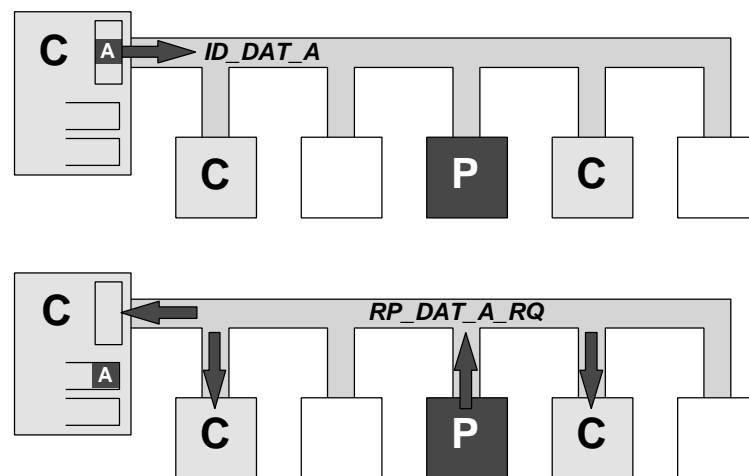 C A ID_DAT_A
C P C
C RP_DAT_A_RQ
A
C P C